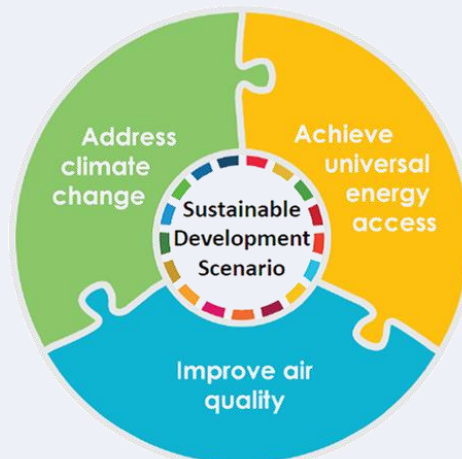 Address
climate
change
Achieve
universal
energy
access
Sustainable
Development
Scenario
Improve air
quality